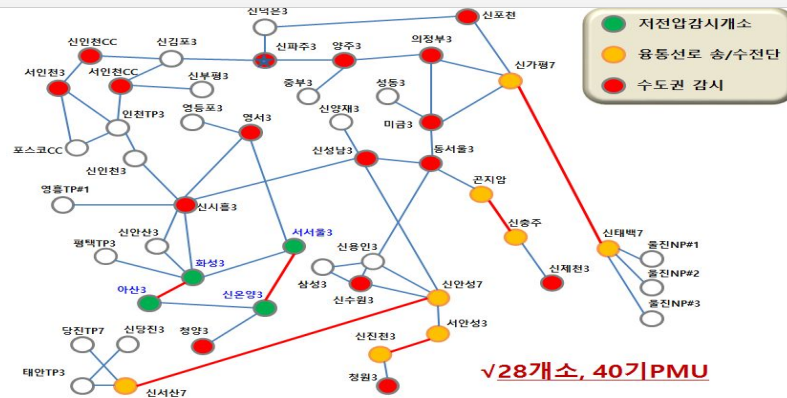 신덕은3
신포천
저전압감시개소
신인천CC
신김포3
신파주3
양주3
의정부3
융통선로 송/수전단
서인천3
서인천CC
신부평3
중부3
성동3
신가평7
수도권 감시
인천TP3
영등포3
영서3
신양재3
미금3
포스코CC
신인천3
신성남3
동서울3
곤지암
영흥TP#1
신시흥3
신충주
신안산3
서서울3
신태백7
울진NP#1
평택TP3
화성3
신용인3
신제천3
울진NP#2
아산3
신온양3
삼성3
신수원3
신안성7
울진NP#3
당진TP7
신당진3
청양3
신진천3
서안성3
태안TP3
신서산7
청원3
√28개소, 40기PMU